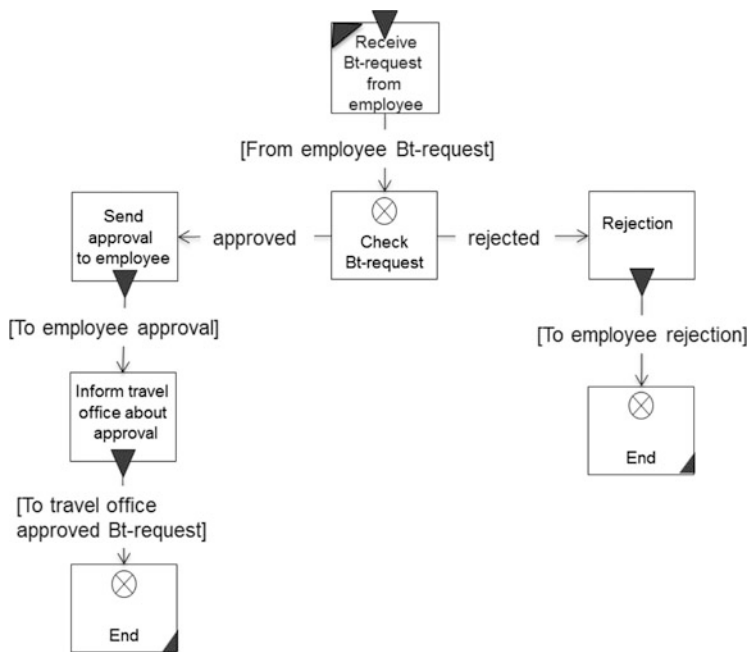 Receive
Bt-request
from
employee
[From employee Bt-request]
Send
approval
to employee
approved
Check
Bt-request
rejected
Rejection
[To employee approval]
[To employee rejection]
Inform travel
office about
approval
End
[To travel office
approved Bt-request]
End